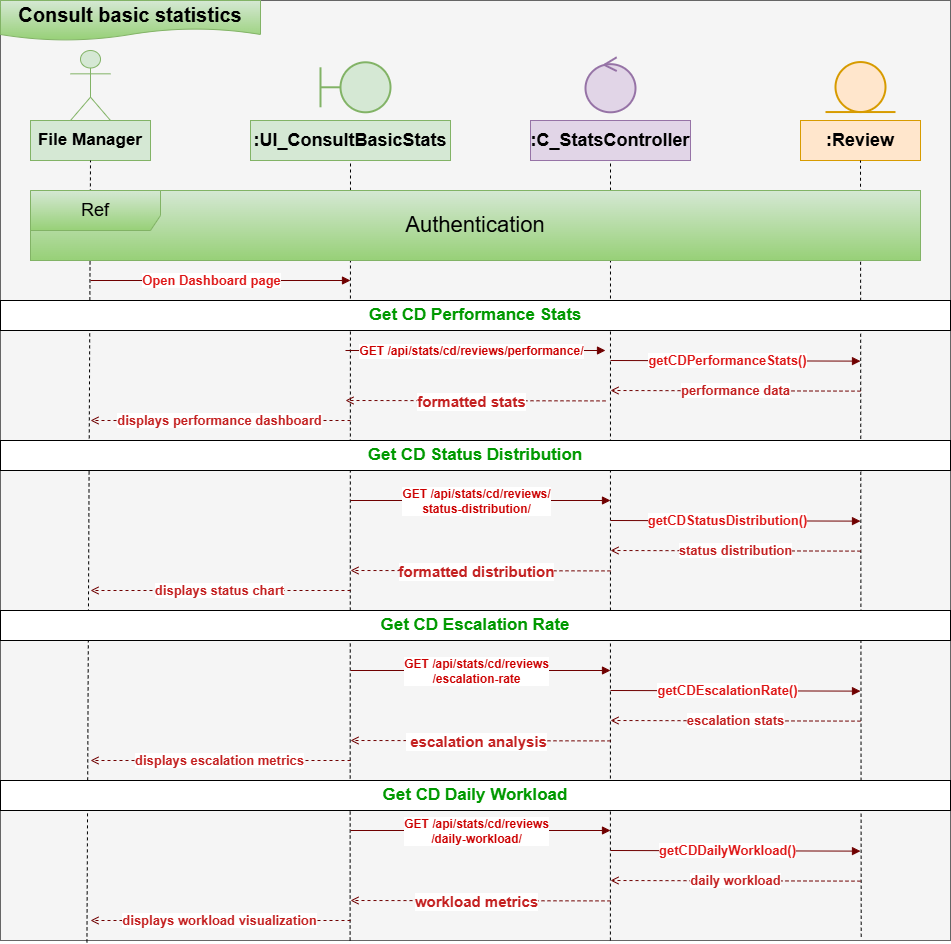 Consult basic statistics
File Manager
:UI_ConsultBasicStats
:C_StatsController
:Review
Ref
Authentication
Open Dashboard page
Get CD Performance Stats
GET /api/stats/cd/reviews/performance/
getCDPerformanceStats()
performance data
formatted stats
displays performance dashboard
Get CD Status Distribution
GET /api/stats/cd/reviews/
status-distribution/
getCDStatusDistribution()
status distribution
formatted distribution
displays status chart
Get CD Escalation Rate
GET /api/stats/cd/reviews
/escalation-rate
getCDEscalationRate()
escalation stats
escalation analysis
displays escalation metrics
Get CD Daily Workload
GET /api/stats/cd/reviews
/daily-workload/
getCDDailyWorkload()
daily workload
workload metrics
displays workload visualization